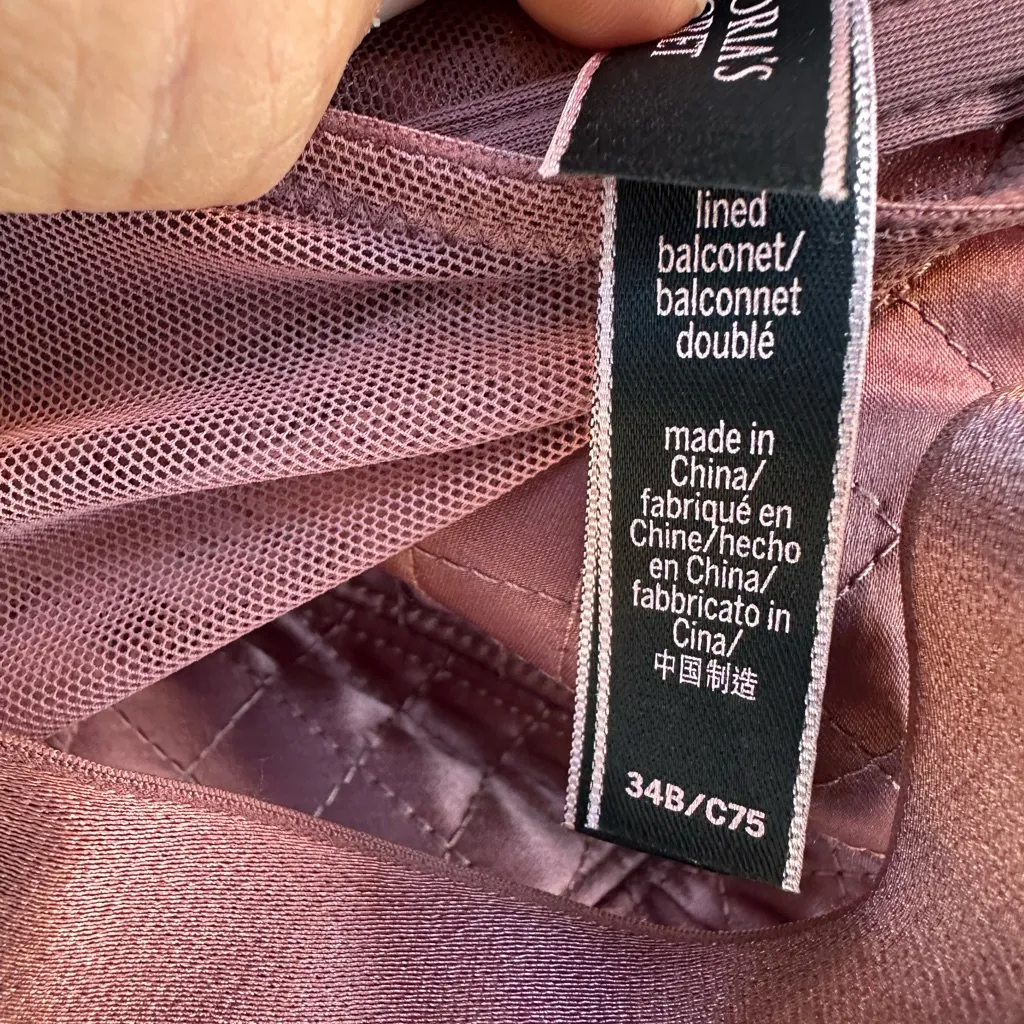 ORIA'S
lined
balconet/
balconnet
doublé
made in
China/
fabriqué en
Chine/hecho
en China/
fabbricato in
Cina/
中国制造
34B/C75